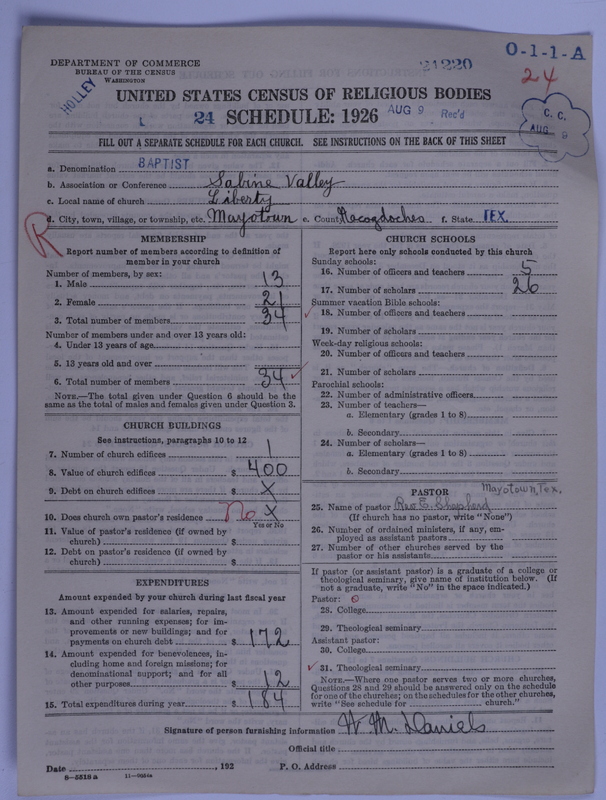 DEPARTMENT OF COMMERCE
BUREAU OF THE CENSUS
WASHINGTON
HOLLEY
21220
O-1-1-A
24
UNITED STATES CENSUS OF RELIGIOUS BODIES
L 24 SCHEDULE: 1926 AUG 9 Rec'd
C. C.
AUG 9
FILL OUT A SEPARATE SCHEDULE FOR EACH CHURCH. SEE INSTRUCTIONS ON THE BACK OF THIS SHEET
a. Denomination BAPTIST
b. Association or Conference Sabine Valley
c. Local name of church Liberty
d. City, town, village, or township, etc. Mayotown e. County Nacogdoches f. State TEX.
R
MEMBERSHIP
Report number of members according to definition of
member in your church
Number of members, by sex:
1. Male 13
2. Female 21
3. Total number of members 34
Number of members under and over 13 years old:
4. Under 13 years of age
5. 13 years old and over
6. Total number of members 34
NOTE.—The total given under Question 6 should be the
same as the total of males and females given under Question 3.
CHURCH BUILDINGS
See instructions, paragraphs 10 to 12
7. Number of church edifices 1
8. Value of church edifices $ 400
9. Debt on church edifices $ X
10. Does church own pastor's residence No X
Yes or No
11. Value of pastor's residence (if owned by
church) $
12. Debt on pastor's residence (if owned by
church) $
EXPENDITURES
Amount expended by your church during last fiscal year
13. Amount expended for salaries, repairs,
and other running expenses; for im-
provements or new buildings; and for
payments on church debt $ 172
14. Amount expended for benevolences, in-
cluding home and foreign missions; for
denominational support; and for all
other purposes $ 12
15. Total expenditures during year $ 184
CHURCH SCHOOLS
Report here only schools conducted by this church
Sunday schools:
16. Number of officers and teachers 5
17. Number of scholars 26
Summer vacation Bible schools:
18. Number of officers and teachers
19. Number of scholars
Week-day religious schools:
20. Number of officers and teachers
21. Number of scholars
Parochial schools:
22. Number of administrative officers
23. Number of teachers—
a. Elementary (grades 1 to 8)
b. Secondary
24. Number of scholars—
a. Elementary (grades 1 to 8)
b. Secondary
PASTOR Mayotown, Tex.
25. Name of pastor Rev. E. Shepherd
(If church has no pastor, write "None")
26. Number of ordained ministers, if any, em-
ployed as assistant pastors
27. Number of other churches served by the
pastor or his assistants
If pastor (or assistant pastor) is a graduate of a college or
theological seminary, give name of institution below. (If
not a graduate, write "No" in the space indicated.)
Pastor: 0
28. College
29. Theological seminary
Assistant pastor:
30. College
31. Theological seminary
NOTE.—Where one pastor serves two or more churches,
Questions 28 and 29 should be answered only on the schedule
for one of the churches; on the schedules for the other churches,
write "See schedule for church."
Signature of person furnishing information W. M. Daniels
Official title
Date , 192 P. O. Address
8-5518 a 11-9654a